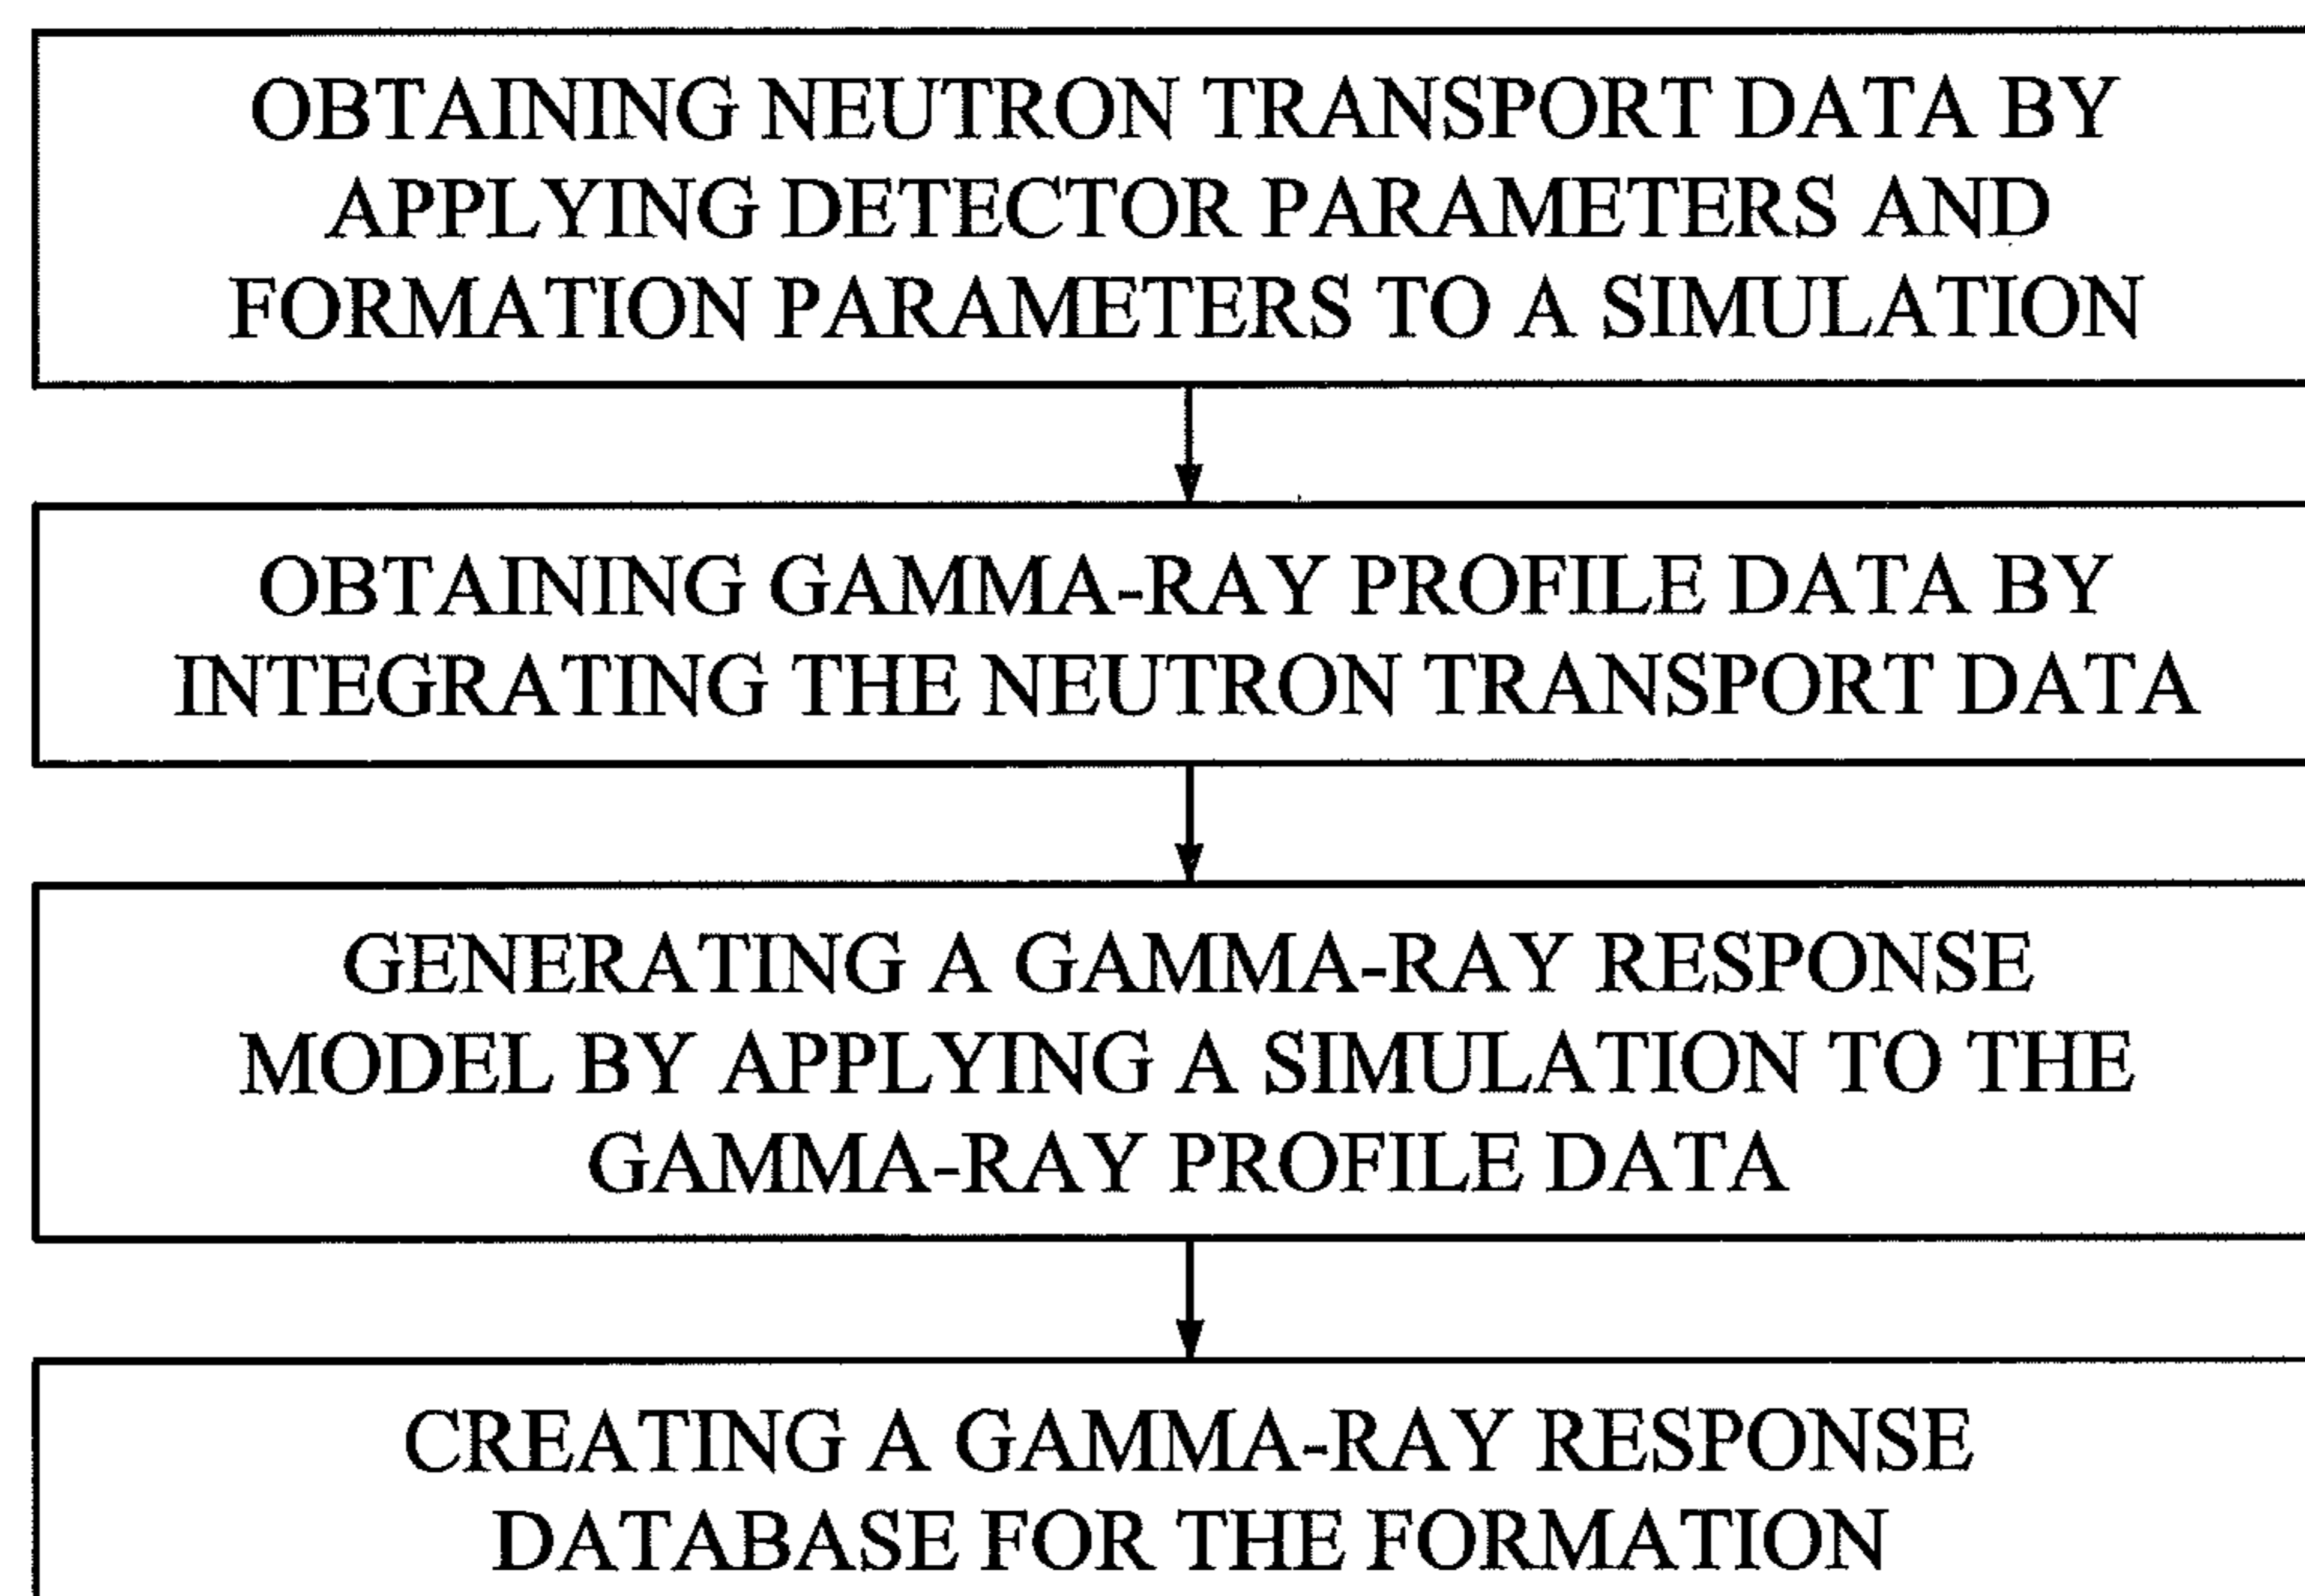 OBTAINING NEUTRON TRANSPORT DATA BY
APPLYING DETECTOR PARAMETERS AND
FORMATION PARAMETERS TO A SIMULATION
OBTAINING GAMMA-RAY PROFILE DATA BY
INTEGRATING THE NEUTRON TRANSPORT DATA
GENERATING A GAMMA-RAY RESPONSE
MODEL BY APPLYING A SIMULATION TO THE
GAMMA-RAY PROFILE DATA
CREATING A GAMMA-RAY RESPONSE
DATABASE FOR THE FORMATION